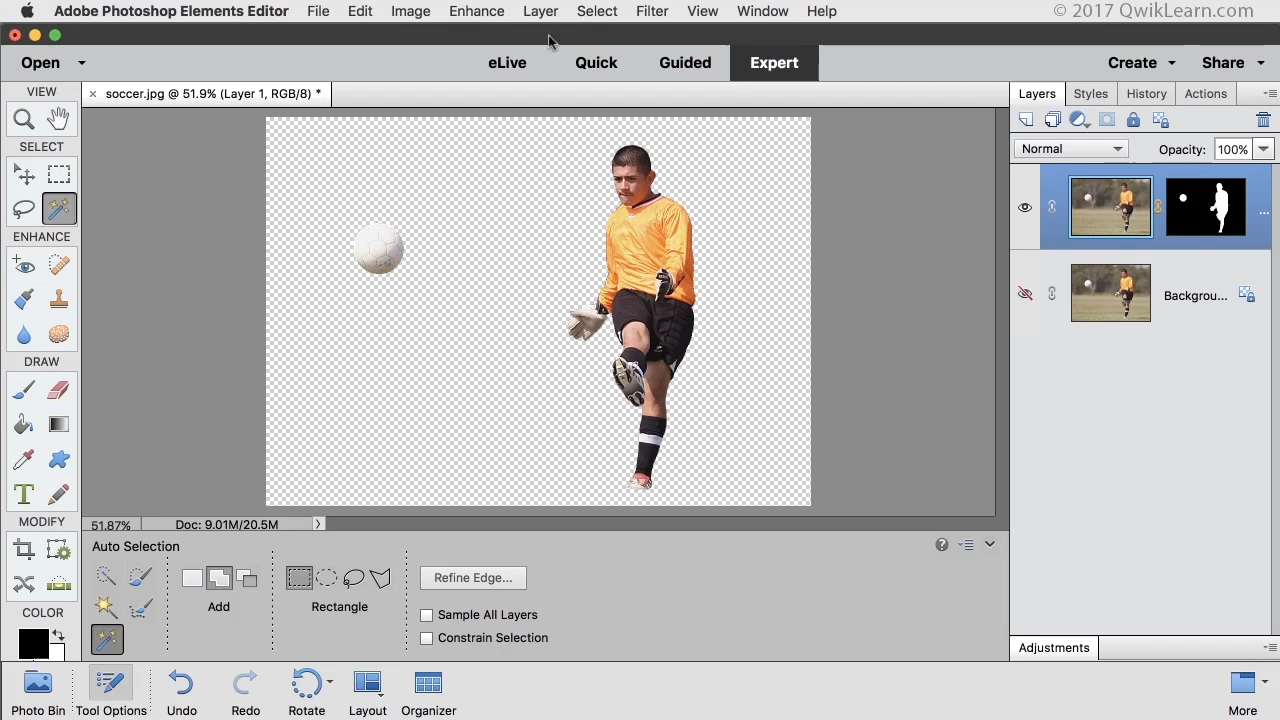 Adobe Photoshop Elements Editor File Edit Image Enhance Layer Select Filter View Window Help
© 2017 QwikLearn.com
Open eLive Quick Guided Expert Create Share
VIEW
× soccer.jpg @ 51.9% (Layer 1, RGB/8) *
Layers Styles History Actions
SELECT
Normal Opacity: 100%
...
ENHANCE
Backgrou...
DRAW
T
MODIFY
51.87% Doc: 9.01M/20.5M
Auto Selection
Refine Edge...
Add Rectangle
Sample All Layers
Constrain Selection
COLOR
Adjustments
Photo Bin Tool Options Undo Redo Rotate Layout Organizer More